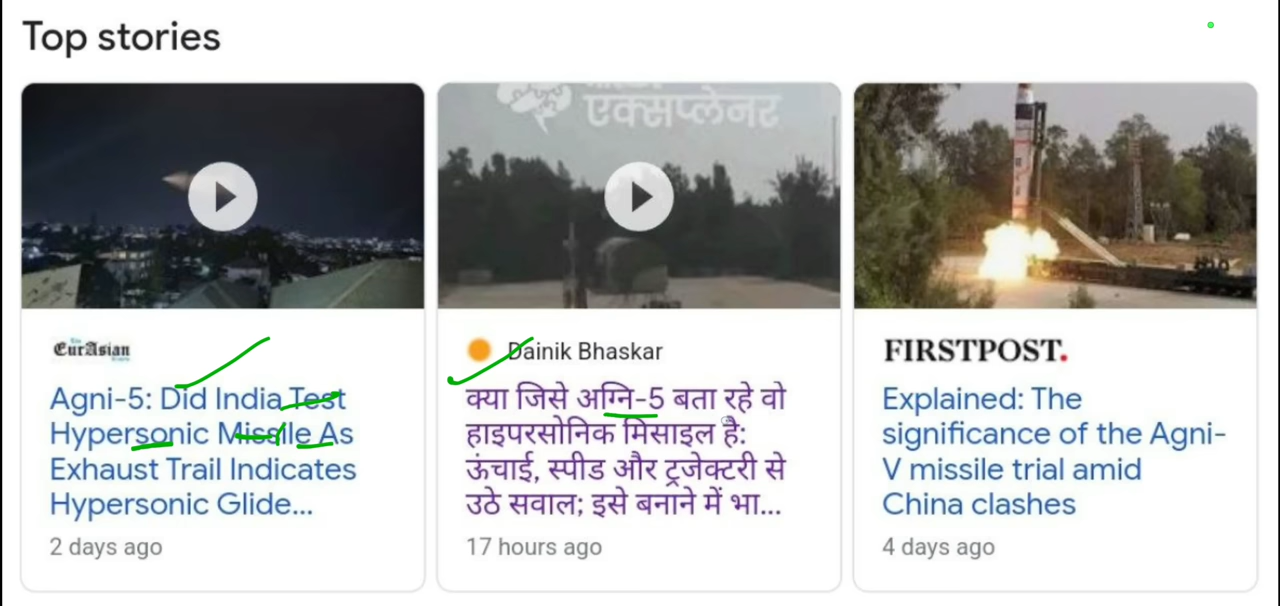 Top stories
एक्सप्लेनर
The EurAsian Times
Agni-5: Did India Test
Hypersonic Missile As
Exhaust Trail Indicates
Hypersonic Glide...
2 days ago
Dainik Bhaskar
क्या जिसे अग्नि-5 बता रहे वो
हाइपरसोनिक मिसाइल है:
ऊंचाई, स्पीड और ट्रजेक्टरी से
उठे सवाल; इसे बनाने में भा...
17 hours ago
FIRSTPOST.
Explained: The
significance of the Agni-
V missile trial amid
China clashes
4 days ago